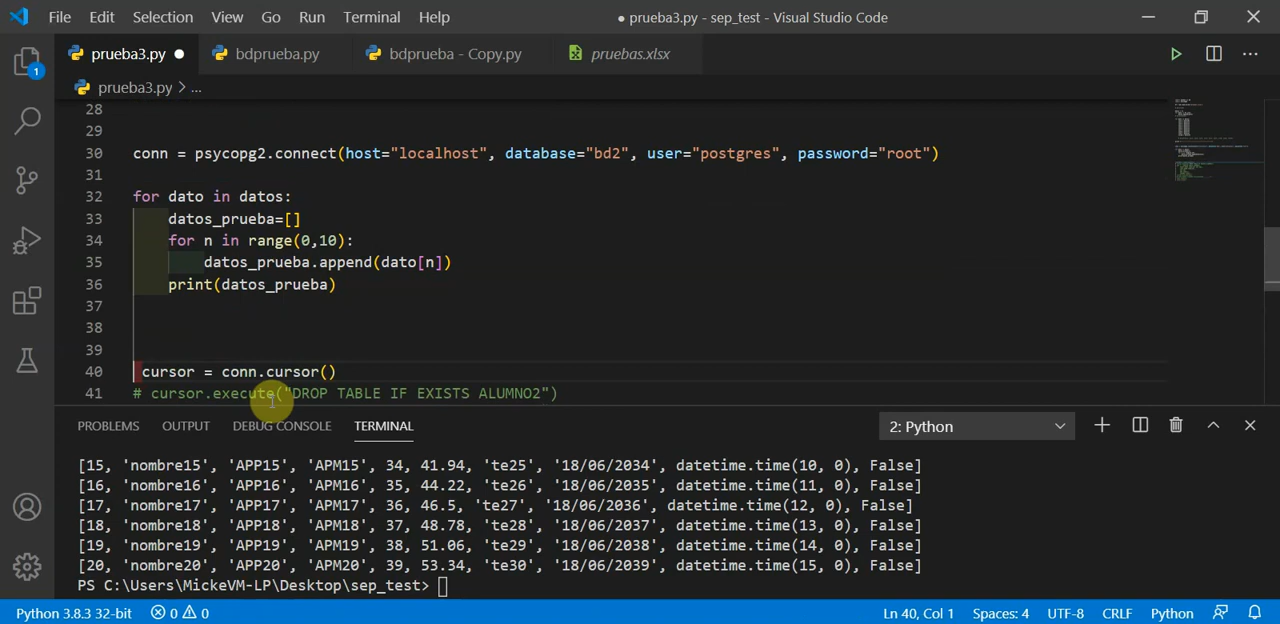 File Edit Selection View Go Run Terminal Help ● prueba3.py - sep_test - Visual Studio Code
prueba3.py ● bdprueba.py bdprueba - Copy.py pruebas.xlsx
1
prueba3.py > ...
28
29
30 conn = psycopg2.connect(host="localhost", database="bd2", user="postgres", password="root")
31
32 for dato in datos:
33 datos_prueba=[]
34 for n in range(0,10):
35 datos_prueba.append(dato[n])
36 print(datos_prueba)
37
38
39
40 cursor = conn.cursor()
41 # cursor.execute("DROP TABLE IF EXISTS ALUMNO2")
PROBLEMS OUTPUT DEBUG CONSOLE TERMINAL 2: Python
[15, 'nombre15', 'APP15', 'APM15', 34, 41.94, 'te25', '18/06/2034', datetime.time(10, 0), False]
[16, 'nombre16', 'APP16', 'APM16', 35, 44.22, 'te26', '18/06/2035', datetime.time(11, 0), False]
[17, 'nombre17', 'APP17', 'APM17', 36, 46.5, 'te27', '18/06/2036', datetime.time(12, 0), False]
[18, 'nombre18', 'APP18', 'APM18', 37, 48.78, 'te28', '18/06/2037', datetime.time(13, 0), False]
[19, 'nombre19', 'APP19', 'APM19', 38, 51.06, 'te29', '18/06/2038', datetime.time(14, 0), False]
[20, 'nombre20', 'APP20', 'APM20', 39, 53.34, 'te30', '18/06/2039', datetime.time(15, 0), False]
PS C:\Users\MickeVM-LP\Desktop\sep_test>
Python 3.8.3 32-bit 0 0 Ln 40, Col 1 Spaces: 4 UTF-8 CRLF Python